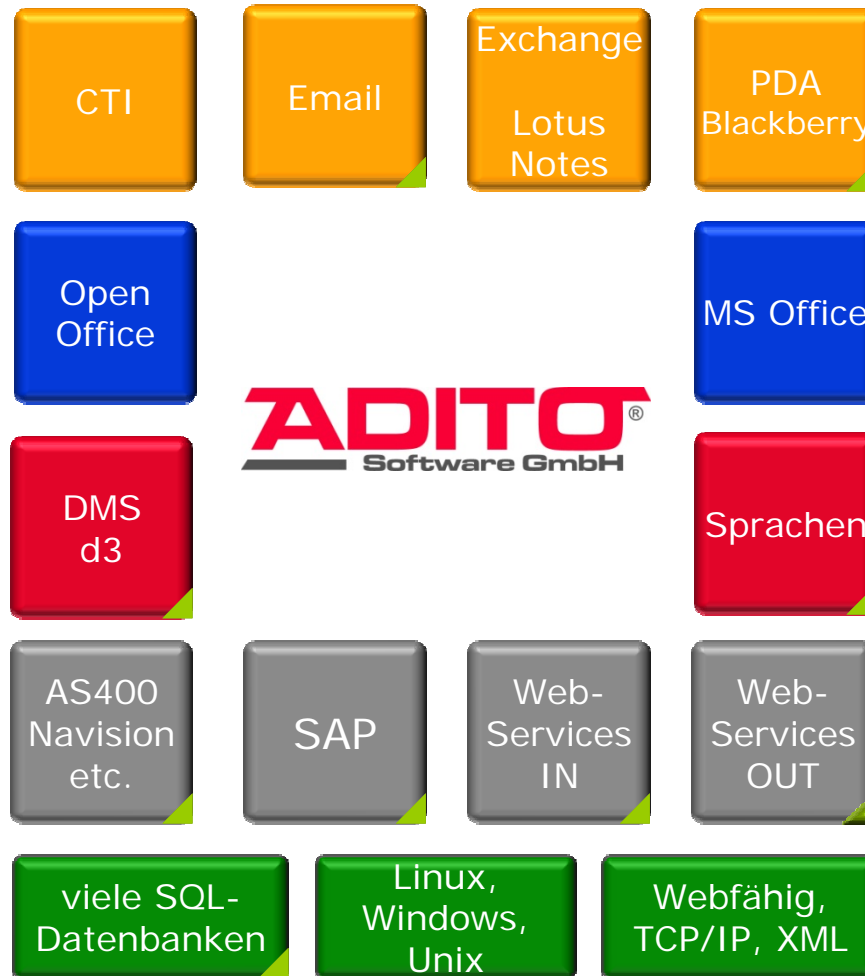 CTI
Email
Exchange
Lotus
Notes
PDA
Blackberry
Open
Office
MS Office
ADITO®
Software GmbH
DMS
d3
Sprachen
AS400
Navision
etc.
SAP
Web-
Services
IN
Web-
Services
OUT
viele SQL-
Datenbanken
Linux,
Windows,
Unix
Webfähig,
TCP/IP, XML